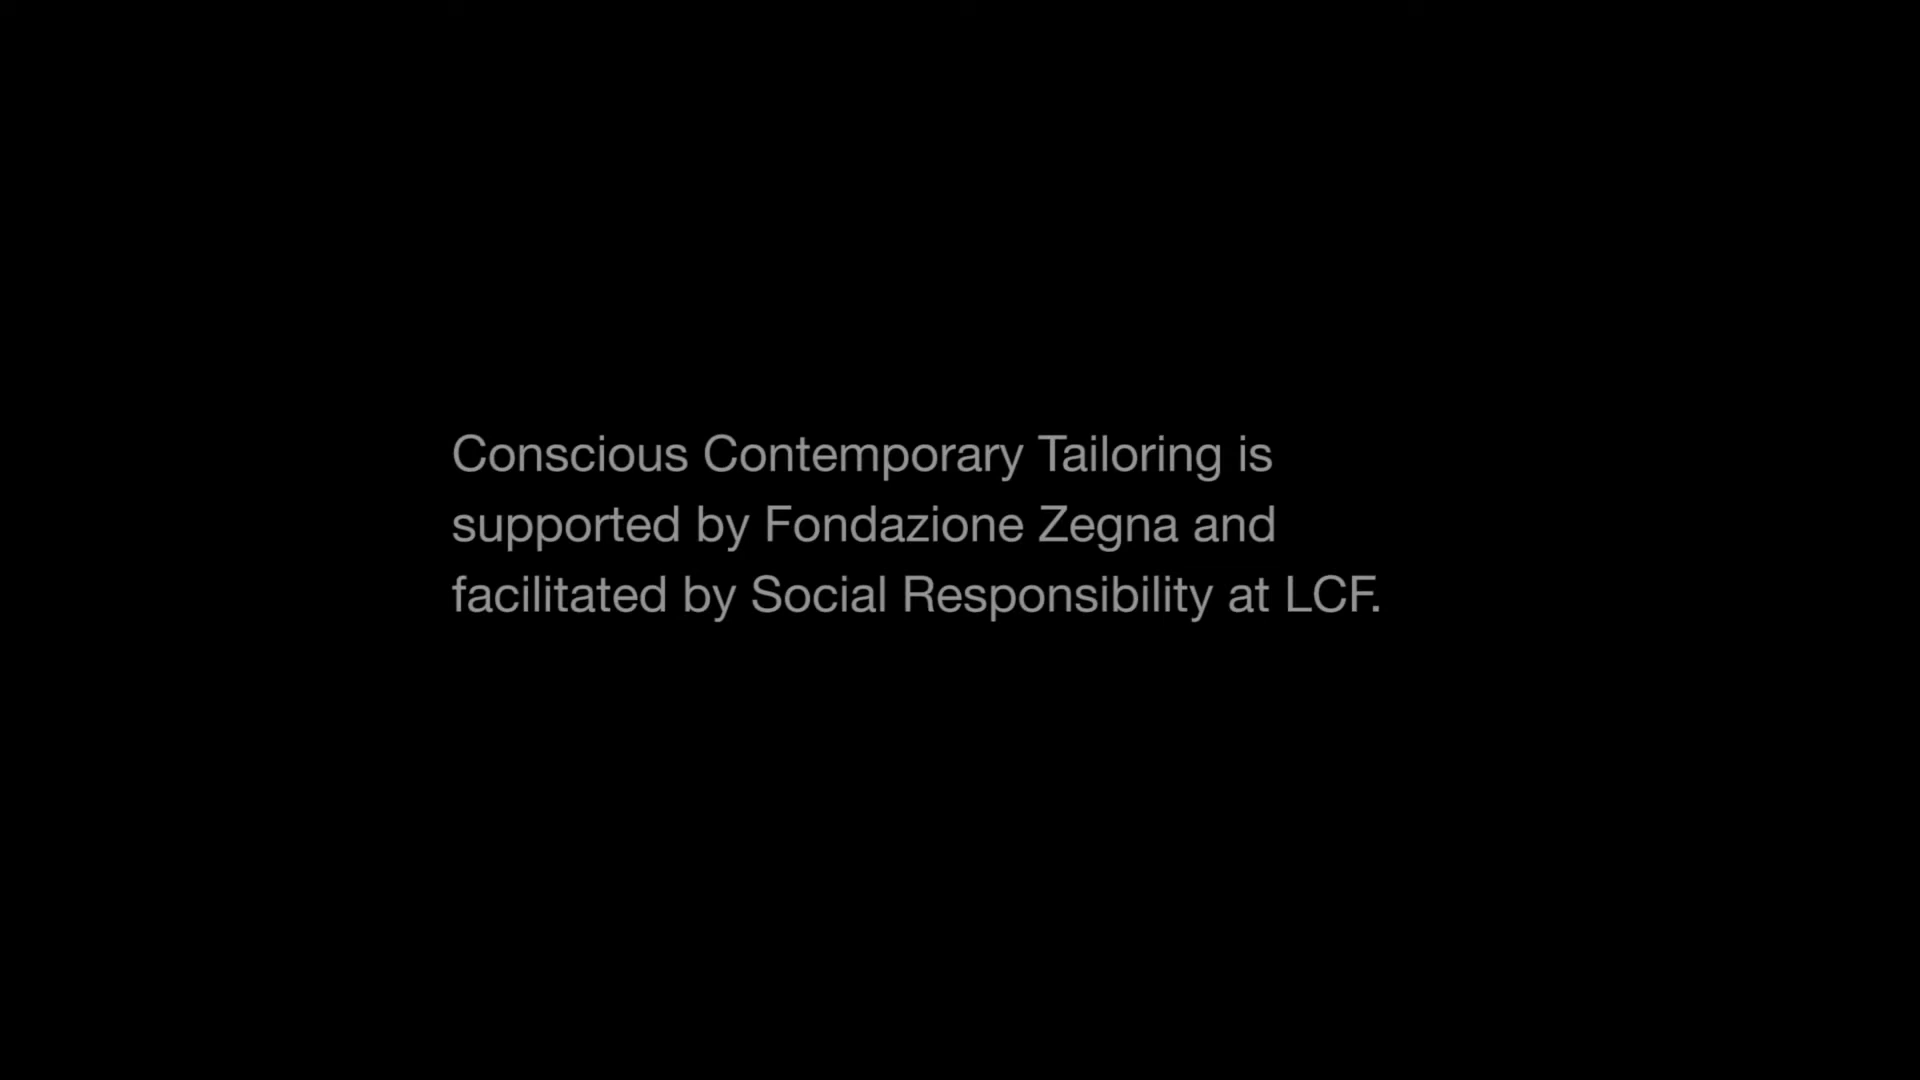 Conscious Contemporary Tailoring is
supported by Fondazione Zegna and
facilitated by Social Responsibility at LCF.